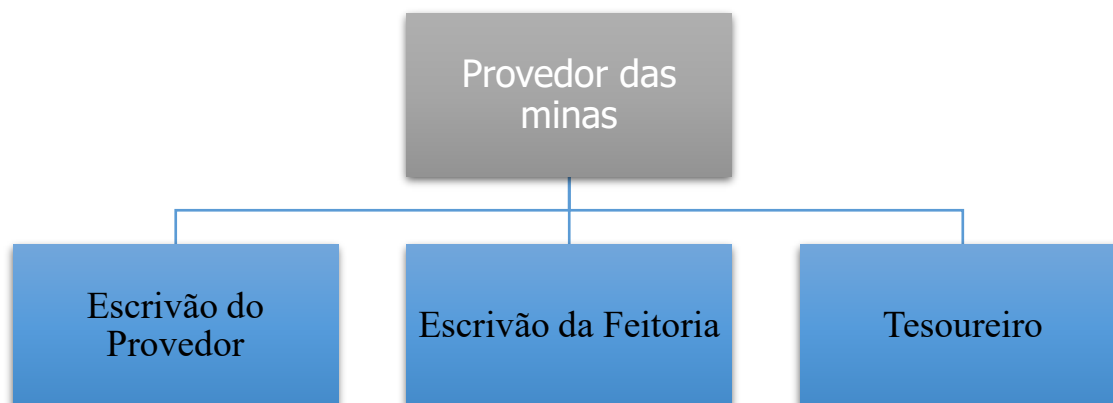 Provedor das
minas
Escrivão do
Provedor
Escrivão da Feitoria
Tesoureiro